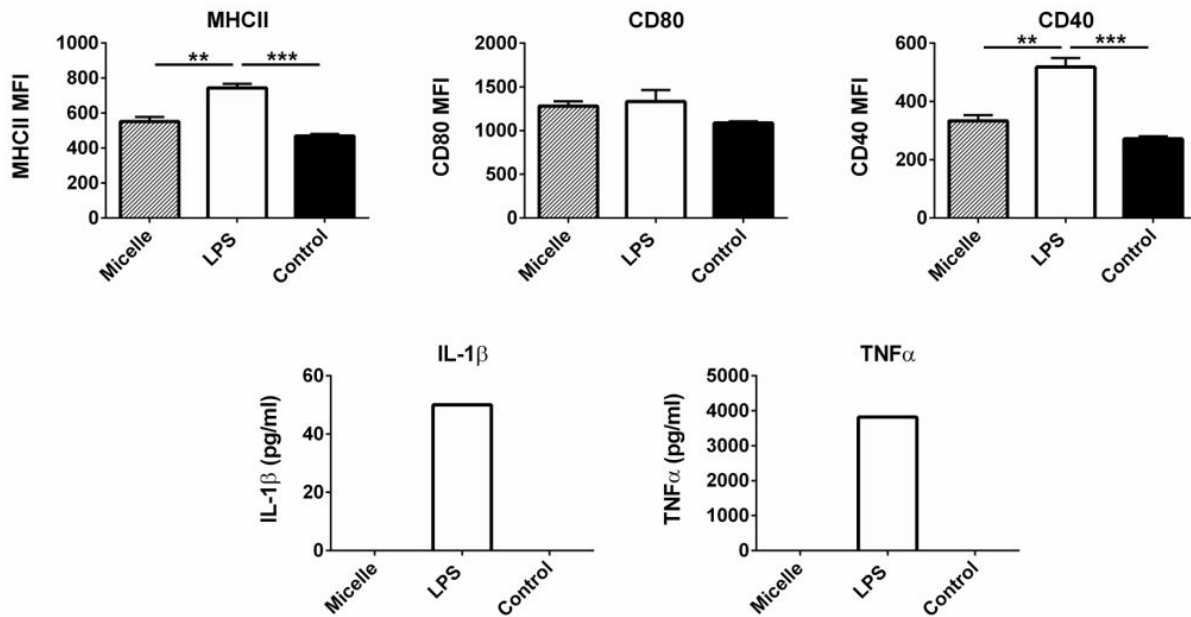 MHCII
MHCII MFI
1000
800
600
400
200
0
**
***
Micelle
LPS
Control
CD80
CD80 MFI
2000
1500
1000
500
0
Micelle
LPS
Control
CD40
CD40 MFI
600
400
200
0
**
***
Micelle
LPS
Control
IL-1β
IL-1β (pg/ml)
60
40
20
0
Micelle
LPS
Control
TNFα
TNFα (pg/ml)
5000
4000
3000
2000
1000
0
Micelle
LPS
Control